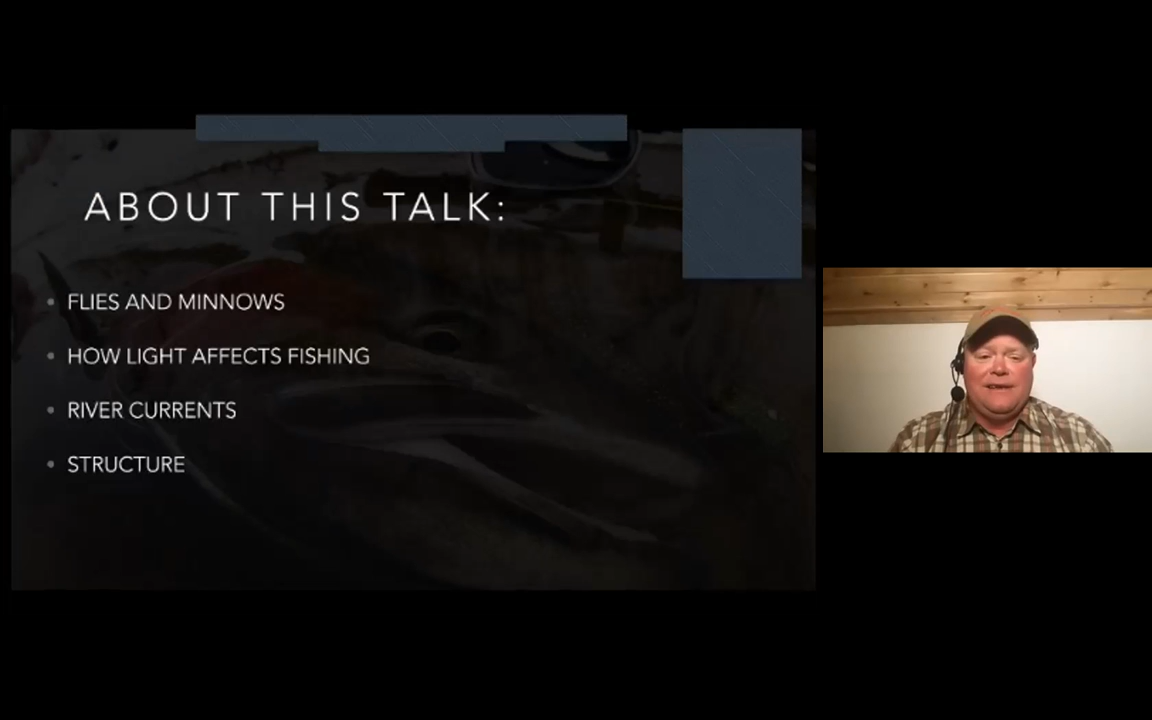 ABOUT THIS TALK:
• FLIES AND MINNOWS
• HOW LIGHT AFFECTS FISHING
• RIVER CURRENTS
• STRUCTURE